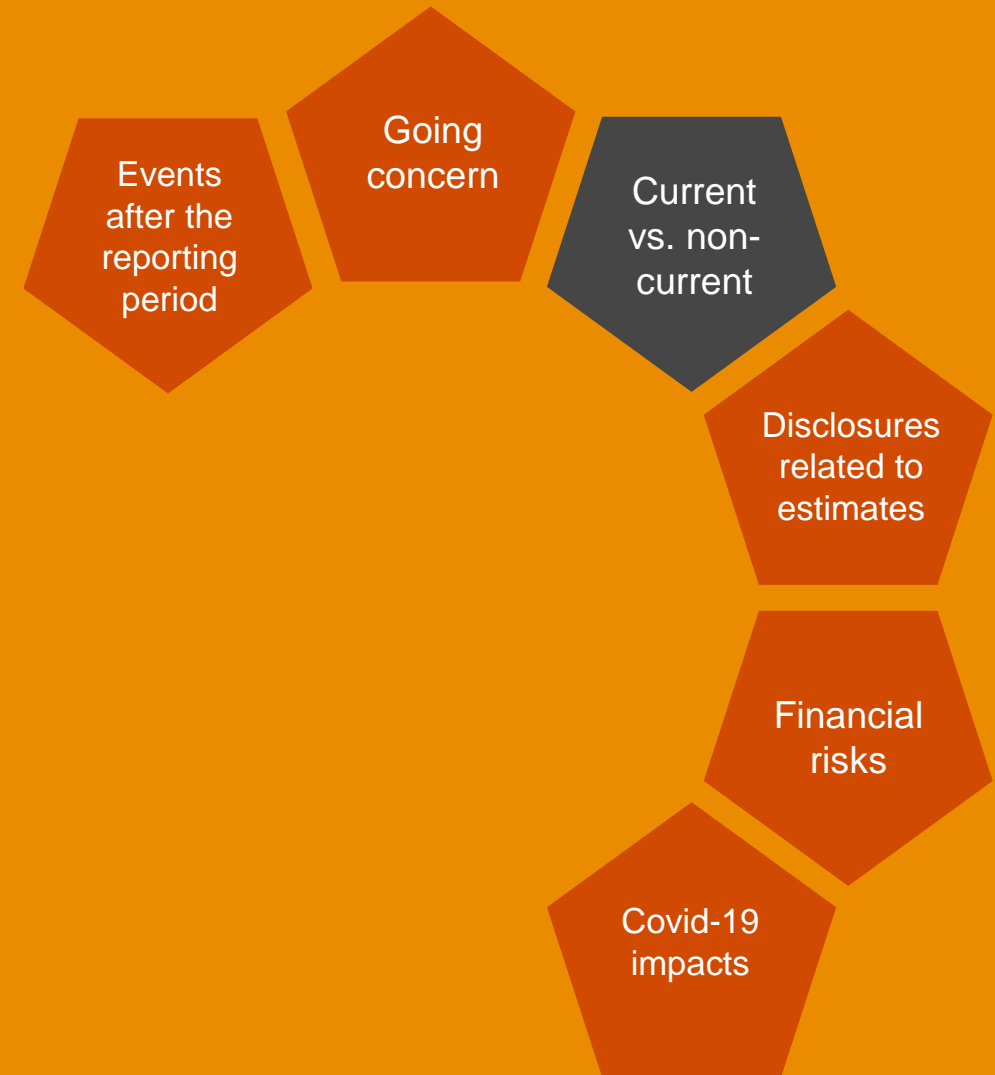 Events
after the
reporting
period
Going
concern
Current
vs. non-
current
Disclosures
related to
estimates
Financial
risks
Covid-19
impacts